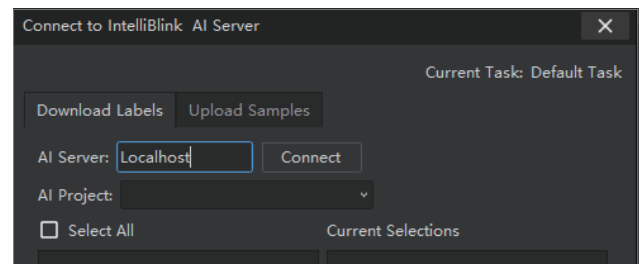 Connect to IntelliBlink AI Server
Current Task: Default Task
Download Labels Upload Samples
AI Server: Localhost Connect
AI Project:
Select All Current Selections